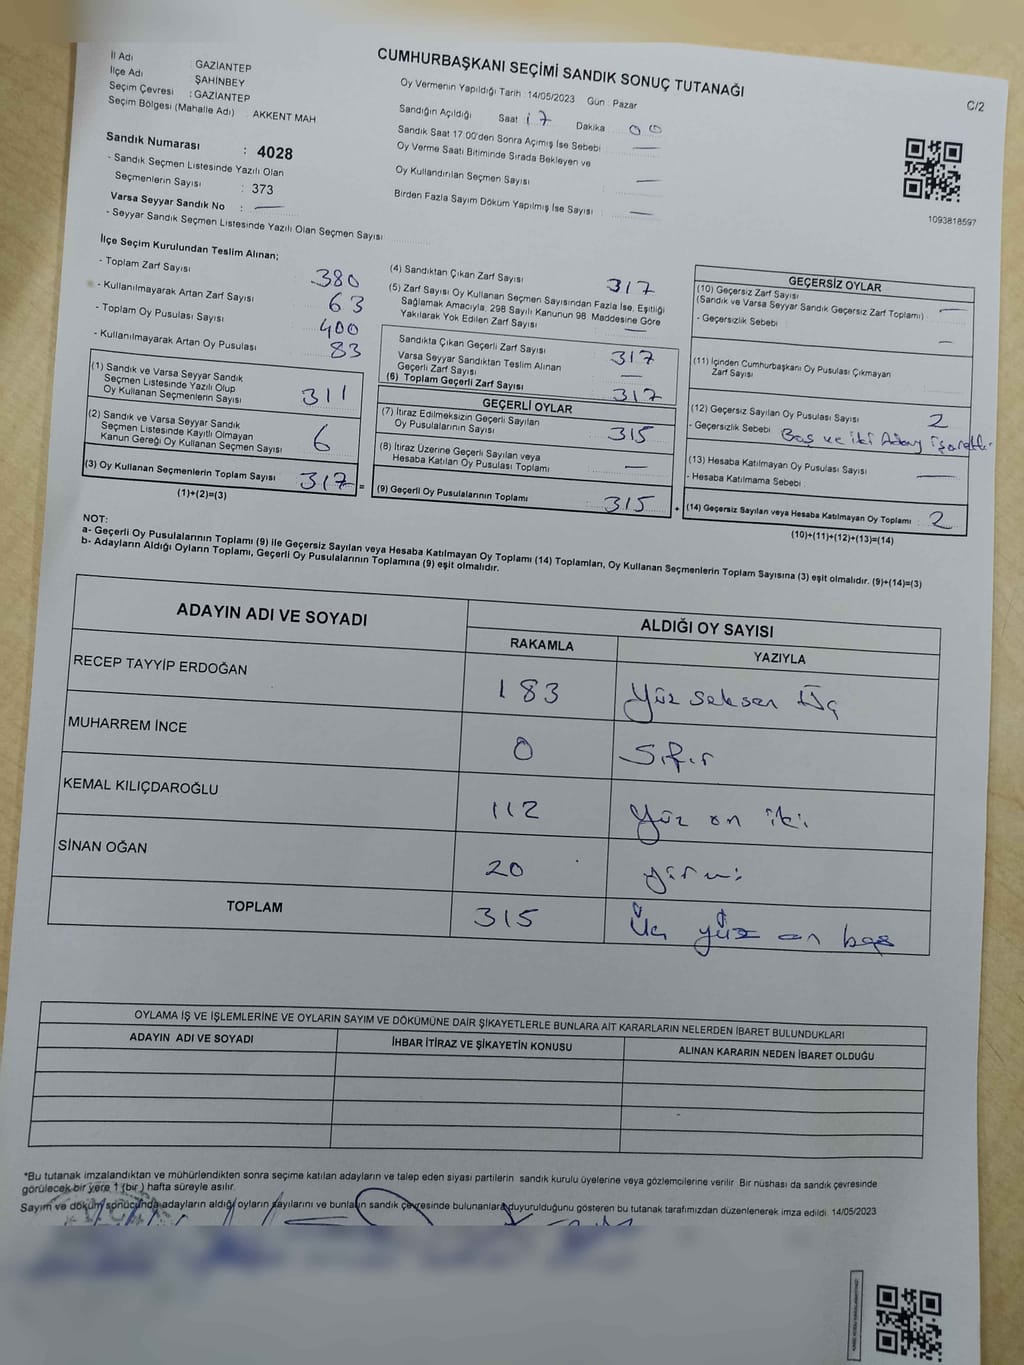 CUMHURBAŞKANI SEÇİMİ SANDIK SONUÇ TUTANAĞI
C/2
İl Adı : GAZİANTEP
İlçe Adı : ŞAHİNBEY
Seçim Çevresi : GAZİANTEP
Seçim Bölgesi (Mahalle Adı) : AKKENT MAH
Oy Vermenin Yapıldığı Tarih :14/05/2023 Gün : Pazar
Sandığın Açıldığı Saat 17 Dakika 00
Sandık Saat 17 00'den Sonra Açımış İse Sebebi —
Oy Verme Saati Bitiminde Sırada Bekleyen ve
Oy Kullandırılan Seçmen Sayısı —
Birden Fazla Sayım Döküm Yapılmış İse Sayısı —
1093818597
Sandık Numarası : 4028
- Sandık Seçmen Listesinde Yazılı Olan
Seçmenlerin Sayısı : 373
Varsa Seyyar Sandık No : —
- Seyyar Sandık Seçmen Listesinde Yazılı Olan Seçmen Sayısı
İlçe Seçim Kurulundan Teslim Alınan;
- Toplam Zarf Sayısı 380
- Kullanılmayarak Artan Zarf Sayısı 63
- Toplam Oy Pusulası Sayısı 400
- Kullanılmayarak Artan Oy Pusulası 83
(1) Sandık ve Varsa Seyyar Sandık
Seçmen Listesinde Yazılı Olup
Oy Kullanan Seçmenlerin Sayısı 311
(2) Sandık ve Varsa Seyyar Sandık
Seçmen Listesinde Kayıtlı Olmayan
Kanun Gereği Oy Kullanan Seçmen Sayısı 6
(3) Oy Kullanan Seçmenlerin Toplam Sayısı 317
(1)+(2)=(3)
=
(4) Sandıktan Çıkan Zarf Sayısı 317
(5) Zarf Sayısı Oy Kullanan Seçmen Sayısından Fazla İse, Eşitliği
Sağlamak Amacıyla; 298 Sayılı Kanunun 98 Maddesine Göre
Yakılarak Yok Edilen Zarf Sayısı —
Sandıkta Çıkan Geçerli Zarf Sayısı 317
Varsa Seyyar Sandıktan Teslim Alınan
Geçerli Zarf Sayısı —
(6) Toplam Geçerli Zarf Sayısı 317
GEÇERLİ OYLAR
(7) İtiraz Edilmeksizin Geçerli Sayılan
Oy Pusulalarının Sayısı 315
(8) İtiraz Üzerine Geçerli Sayılan veya
Hesaba Katılan Oy Pusulası Toplamı —
(9) Geçerli Oy Pusulalarının Toplamı 315
+
GEÇERSİZ OYLAR
(10) Geçersiz Zarf Sayısı
(Sandık ve Varsa Seyyar Sandık Geçersiz Zarf Toplamı) —
- Geçersizlik Sebebi : —
(11) İçinden Cumhurbaşkanı Oy Pusulası Çıkmayan
Zarf Sayısı
(12) Geçersiz Sayılan Oy Pusulası Sayısı 2
- Geçersizlik Sebebi : Boş ve iki Aday
(13) Hesaba Katılmayan Oy Pusulası Sayısı —
- Hesaba Katılmama Sebebi :
(14) Geçersiz Sayılan veya Hesaba Katılmayan Oy Toplamı 2
(10)+(11)+(12)+(13)=(14)
NOT:
a- Geçerli Oy Pusulalarının Toplamı (9) ile Geçersiz Sayılan veya Hesaba Katılmayan Oy Toplamı (14) Toplamları, Oy Kullanan Seçmenlerin Toplam Sayısına (3) eşit olmalıdır. (9)+(14)=(3)
b- Adayların Aldığı Oyların Toplamı, Geçerli Oy Pusulalarının Toplamına (9) eşit olmalıdır.
ADAYIN ADI VE SOYADI
ALDIĞI OY SAYISI
RAKAMLA YAZIYLA
RECEP TAYYİP ERDOĞAN 183 Yüz seksen Üç
MUHARREM İNCE 0 Sıfır
KEMAL KILIÇDAROĞLU 112 Yüz on iki
SİNAN OĞAN 20 yirmi
TOPLAM 315 Üç yüz on beş
OYLAMA İŞ VE İŞLEMLERİNE VE OYLARIN SAYIM VE DÖKÜMÜNE DAİR ŞİKAYETLERLE BUNLARA AİT KARARLARIN NELERDEN İBARET BULUNDUKLARI
ADAYIN ADI VE SOYADI İHBAR İTİRAZ VE ŞİKAYETİN KONUSU ALINAN KARARIN NEDEN İBARET OLDUĞU
*Bu tutanak imzalandıktan ve mühürlendikten sonra seçime katılan adayların ve talep eden siyasi partilerin sandık kurulu üyelerine veya gözlemcilerine verilir Bir nüshası da sandık çevresinde
görülecek bir yere 1 (bir ) hafta süreyle asılır.
Sayım ve döküm sonucunda adayların aldığı oyların sayılarını ve bunların sandık çevresinde bulunanlara duyurulduğunu gösteren bu tutanak tarafımızdan düzenlenerek imza edildi. 14/05/2023